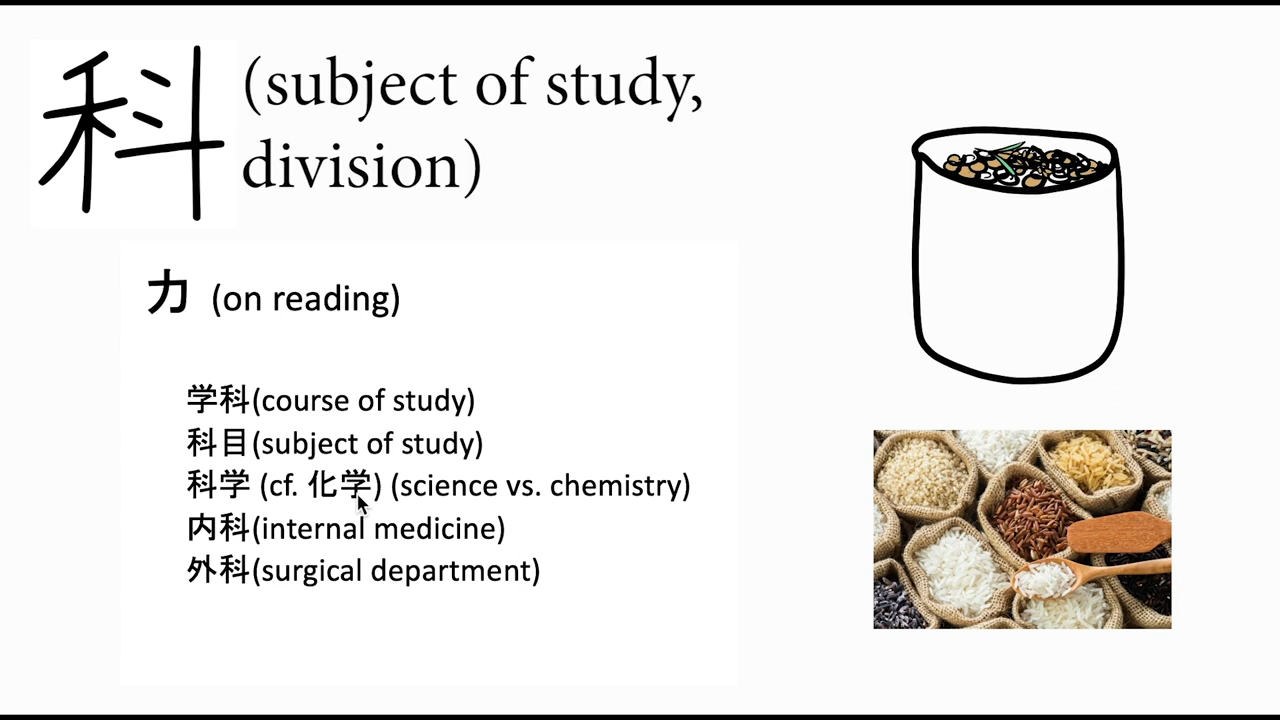 科 (subject of study,
division)
カ (on reading)
学科(course of study)
科目(subject of study)
科学 (cf. 化学) (science vs. chemistry)
内科(internal medicine)
外科(surgical department)